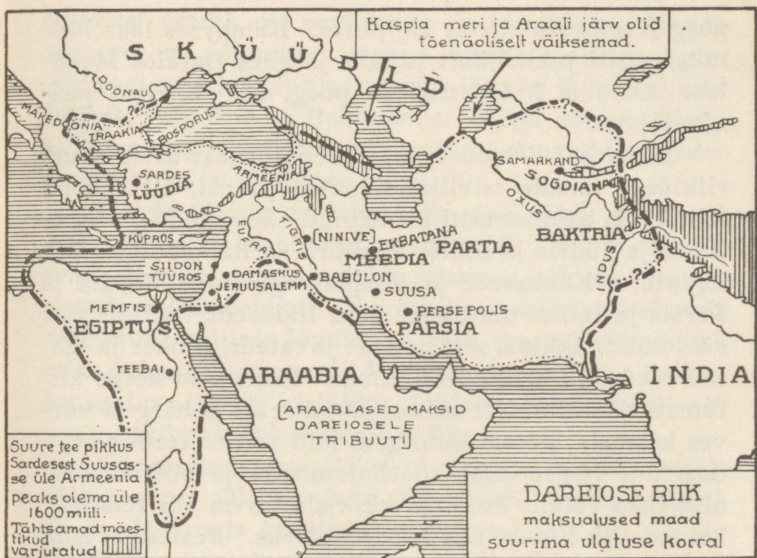 Kaspia meri ja Araali järv olid
tõenäoliselt väiksemad.
SKÜÜDID
DOONAU
MAKEDOONIA
TRAAKIA
BOSPORUS
ARMEENIA
SARDES
LÜÜDIA
SAMARKAND
SOGDIANA
OXUS
BAKTRIA
TIGRIS
[NINIVE]
EKBATANA
MEEDIA
PARTIA
KÜPROS
EUFRAT
SIIDON
TÜÜROS
DAMASKUS
JERUUSALEMM
BABÜLON
SUUSA
INDUS
PERSEPOLIS
PÄRSIA
MEMFIS
EGIPTUS
TEEBAI
ARAABIA
INDIA
[ARAABLASED MAKSID
DAREIOSELE
TRIBUUTI]
Suure tee pikkus
Sardesest Suusas-
se üle Armeenia
peaks olema üle
1600 miili.
Tähtsamad mäes-
tikud
varjutatud
DAREIOSE RIIK
maksualused maad
suurima ulatuse korral